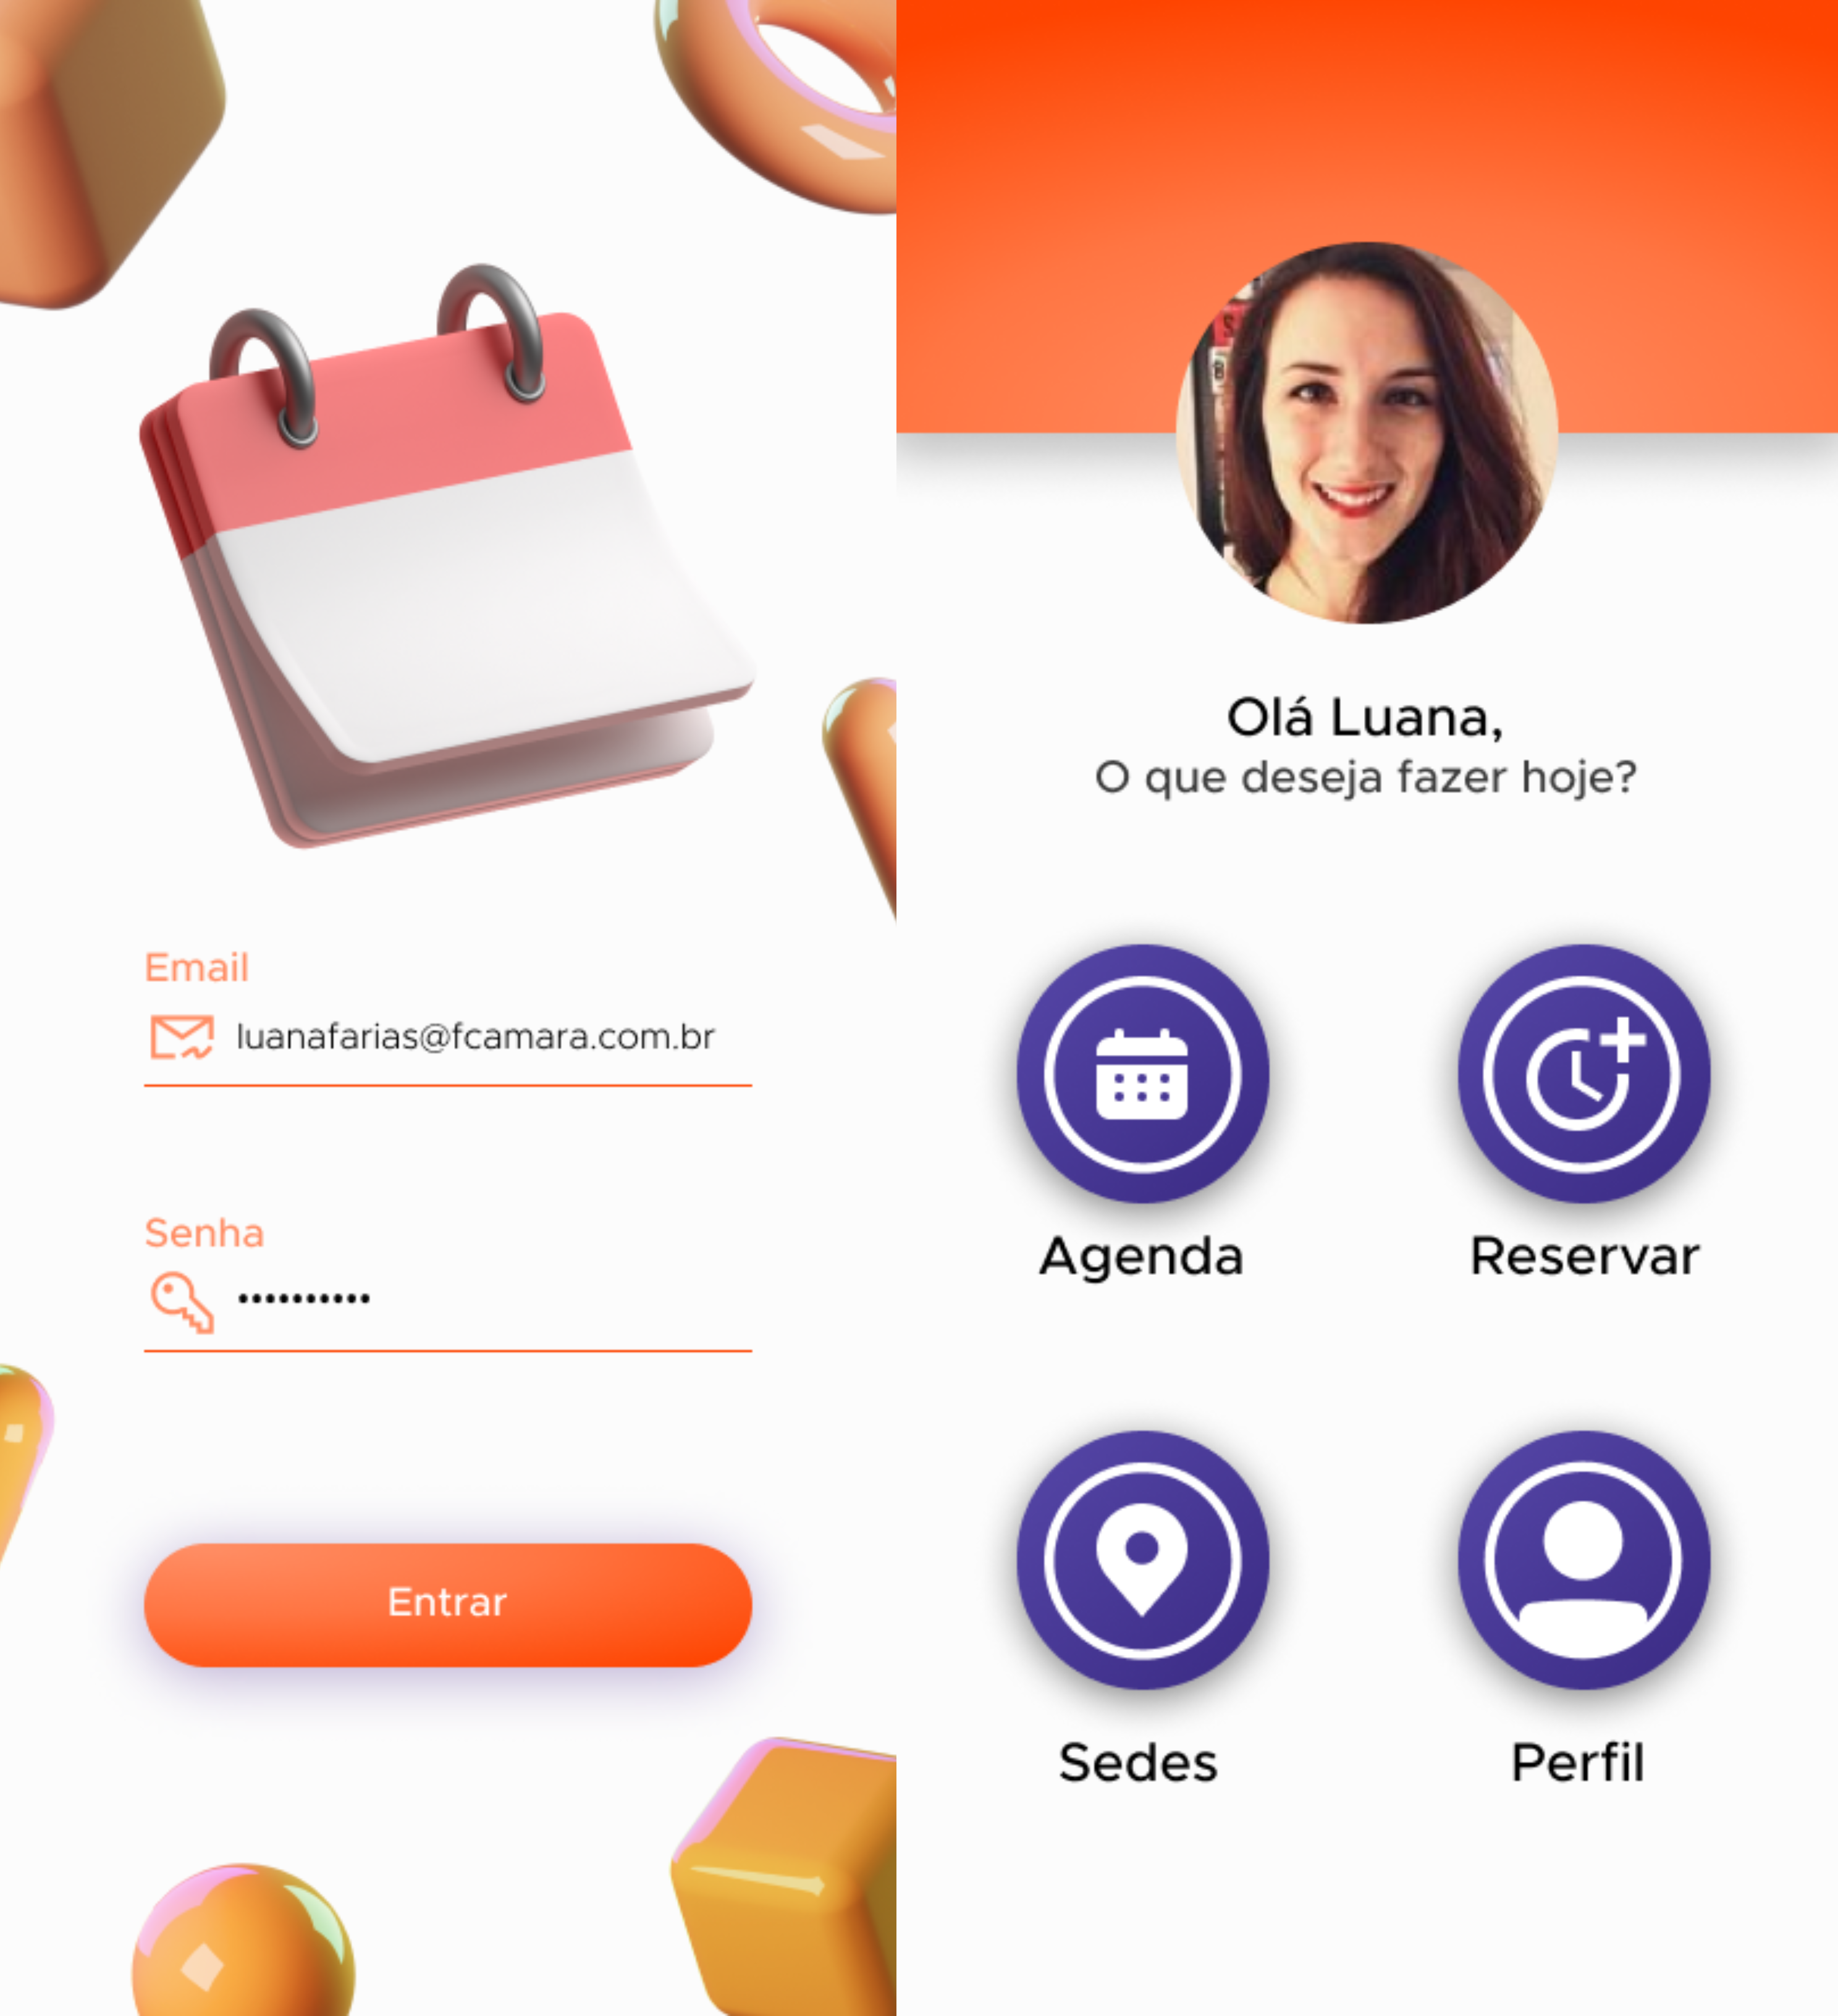 Email
luanafarias@fcamara.com.br
Senha
••••••••••
Entrar
Olá Luana,
O que deseja fazer hoje?
Agenda
Reservar
Sedes
Perfil